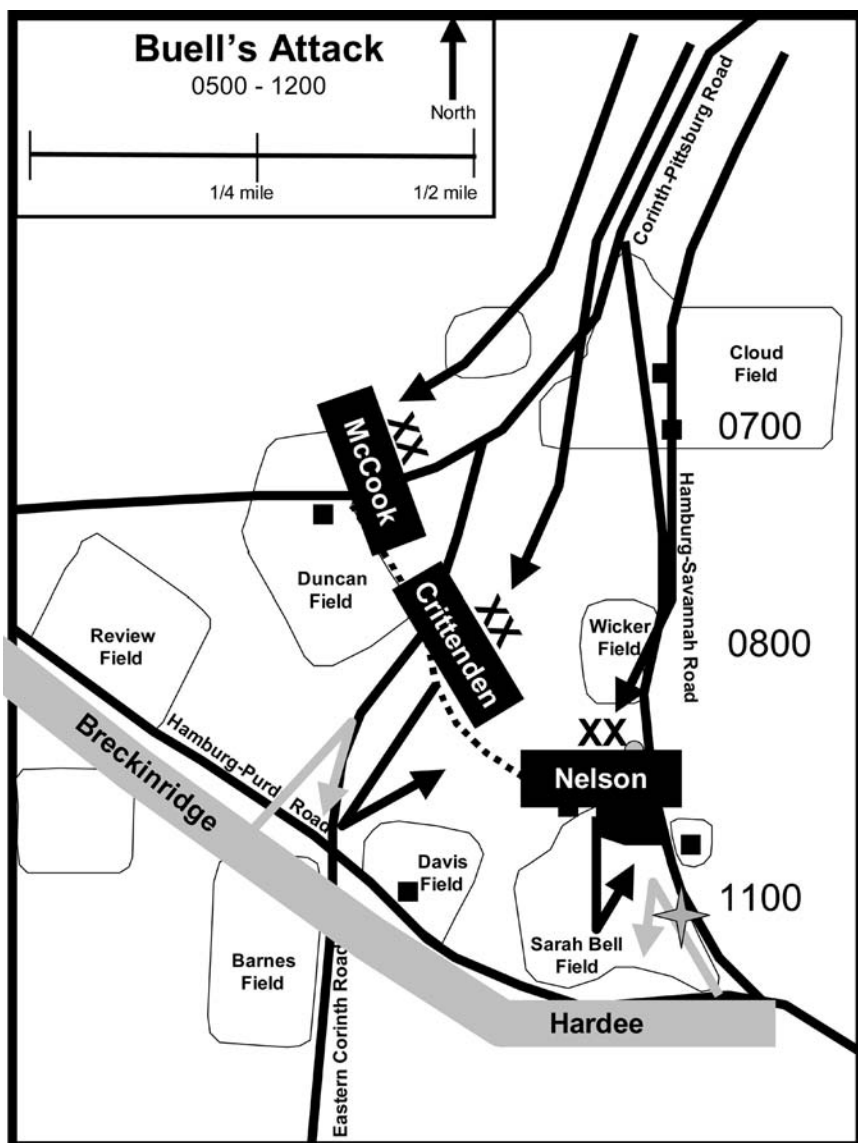 Buell's Attack
0500 - 1200
North
1/4 mile
1/2 mile
Corinth-Pittsburg Road
Cloud
Field
0700
McCook
XX
Hamburg-Savannah Road
Duncan
Field
Crittenden
XX
Wicker
Field
0800
Review
Field
Hamburg-Purd Road
Breckinridge
XX
Nelson
Davis
Field
1100
Sarah Bell
Field
Barnes
Field
Hardee
Eastern Corinth Road